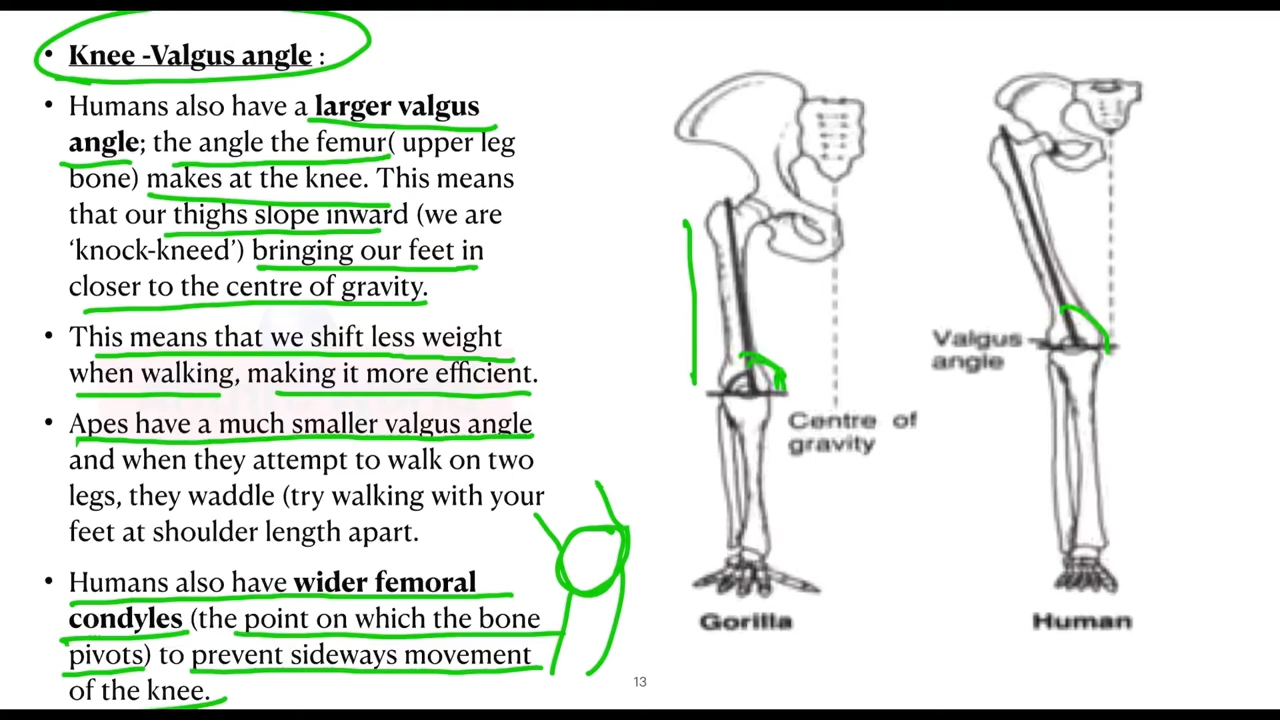 • Knee -Valgus angle :
• Humans also have a larger valgus
angle; the angle the femur( upper leg
bone) makes at the knee. This means
that our thighs slope inward (we are
‘knock-kneed’) bringing our feet in
closer to the centre of gravity.
• This means that we shift less weight
when walking, making it more efficient.
• Apes have a much smaller valgus angle
and when they attempt to walk on two
legs, they waddle (try walking with your
feet at shoulder length apart.
• Humans also have wider femoral
condyles (the point on which the bone
pivots) to prevent sideways movement
of the knee.
Valgus
angle
Centre of
gravity
Gorilla
Human
13